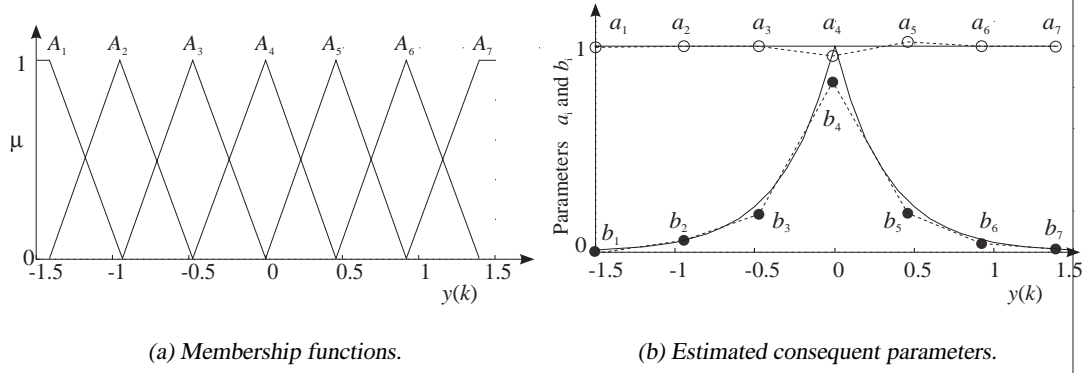 A₁ A₂ A₃ A₄ A₅ A₆ A₇
1
μ
0
-1.5 -1 -0.5 0 0.5 1 1.5
y(k)
(a) Membership functions.
a₁ a₂ a₃ a₄ a₅ a₆ a₇
1
Parameters aᵢ and bᵢ
b₄
b₁ b₂ b₃ b₅ b₆ b₇
0
-1.5 -1 -0.5 0 0.5 1 1.5
y(k)
(b) Estimated consequent parameters.